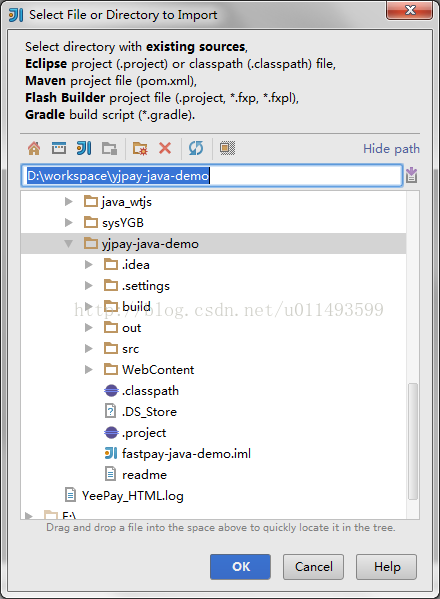 Select File or Directory to Import
Select directory with existing sources,
Eclipse project (.project) or classpath (.classpath) file,
Maven project file (pom.xml),
Flash Builder project file (.project, *.fxp, *.fxpl),
Gradle build script (*.gradle).
Hide path
D:\workspace\yjpay-java-demo
java_wtjs
sysYGB
yjpay-java-demo
.idea
.settings
build
http://blog.csdn.net/u011493599
out
src
WebContent
.classpath
.DS_Store
.project
fastpay-java-demo.iml
readme
YeePay_HTML.log
F:\
Drag and drop a file into the space above to quickly locate it in the tree.
OK Cancel Help